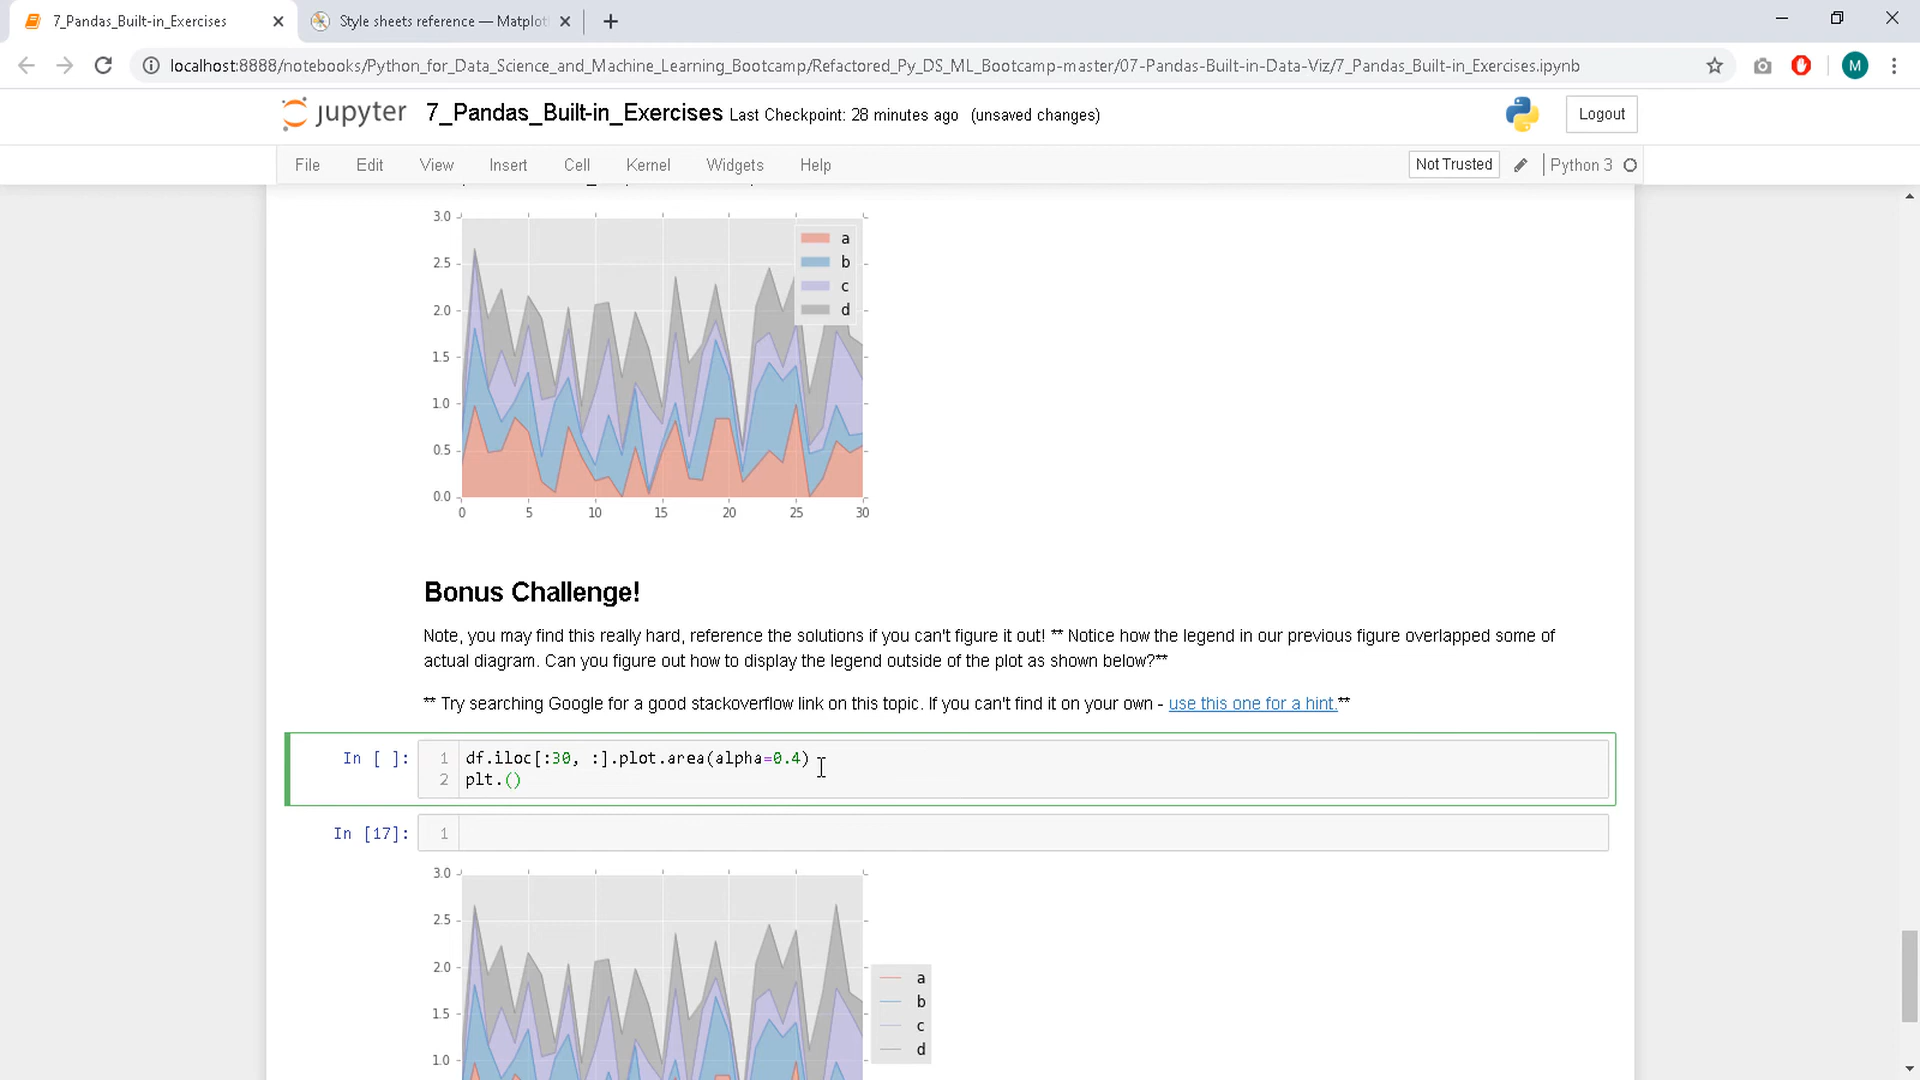 7_Pandas_Built-in_Exercises
Style sheets reference — Matplot
localhost:8888/notebooks/Python_for_Data_Science_and_Machine_Learning_Bootcamp/Refactored_Py_DS_ML_Bootcamp-master/07-Pandas-Built-in-Data-Viz/7_Pandas_Built-in_Exercises.ipynb
M
jupyter 7_Pandas_Built-in_Exercises Last Checkpoint: 28 minutes ago (unsaved changes)
Logout
File Edit View Insert Cell Kernel Widgets Help
Not Trusted
Python 3
3.0
2.5
2.0
1.5
1.0
0.5
0.0
0 5 10 15 20 25 30
a
b
c
d
Bonus Challenge!
Note, you may find this really hard, reference the solutions if you can't figure it out! ** Notice how the legend in our previous figure overlapped some of
actual diagram. Can you figure out how to display the legend outside of the plot as shown below?**
** Try searching Google for a good stackoverflow link on this topic. If you can't find it on your own - use this one for a hint.**
In [ ]:
1 df.iloc[:30, :].plot.area(alpha=0.4)
2 plt.()
In [17]:
1
3.0
2.5
2.0
1.5
1.0
a
b
c
d